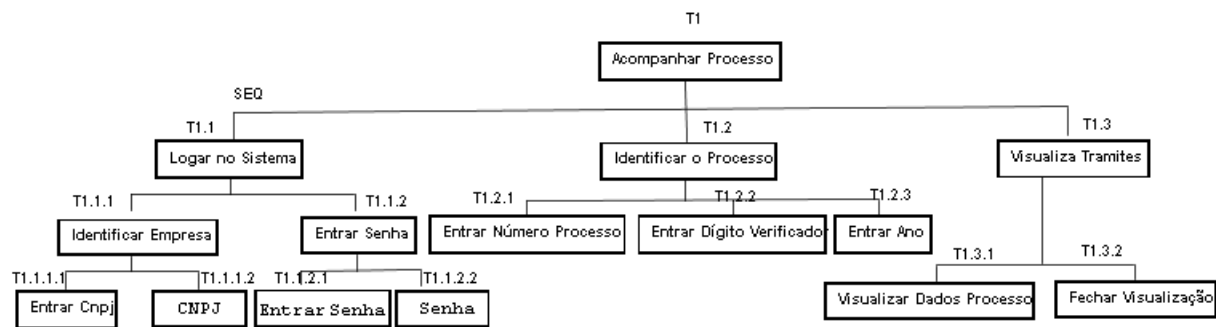 T1
Acompanhar Processo
SEQ
T1.1
T1.2
T1.3
Logar no Sistema
Identificar o Processo
Visualiza Tramites
T1.1.1
T1.1.2
T1.2.1
T1.2.2
T1.2.3
Identificar Empresa
Entrar Senha
Entrar Número Processo
Entrar Dígito Verificador
Entrar Ano
T1.1.1.1
T1.1.1.2
T1.1.2.1
T1.1.2.2
T1.3.1
T1.3.2
Entrar Cnpj
CNPJ
Entrar Senha
Senha
Visualizar Dados Processo
Fechar Visualização